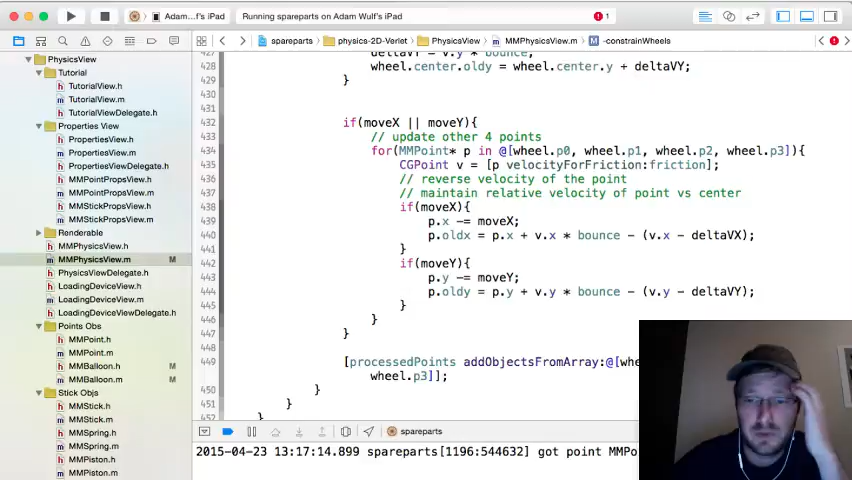 Adam...f's iPad
Running spareparts on Adam Wulf's iPad
1
spareparts
physics-2D-Verlet
PhysicsView
MMPhysicsView.m
-constrainWheels
PhysicsView
Tutorial
TutorialView.h
TutorialView.m
TutorialViewDelegate.h
Properties View
PropertiesView.h
PropertiesView.m
PropertiesViewDelegate.h
MMPointPropsView.h
MMPointPropsView.m
MMStickPropsView.h
MMStickPropsView.m
Renderable
MMPhysicsView.h
MMPhysicsView.m M
PhysicsViewDelegate.h
LoadingDeviceView.h
LoadingDeviceView.m
LoadingDeviceViewDelegate.h
Points Obs
MMPoint.h
MMPoint.m
MMBalloon.h M
MMBalloon.m M
Stick Objs
MMStick.h
MMStick.m
MMSpring.h
MMSpring.m
MMPiston.h
MMPiston.m
427 deltaVY = v.y * bounce;
428 wheel.center.oldy = wheel.center.y + deltaVY;
429 }
430
431
432 if(moveX || moveY){
433 // update other 4 points
434 for(MMPoint* p in @[wheel.p0, wheel.p1, wheel.p2, wheel.p3]){
435 CGPoint v = [p velocityForFriction:friction];
436 // reverse velocity of the point
437 // maintain relative velocity of point vs center
438 if(moveX){
439 p.x -= moveX;
440 p.oldx = p.x + v.x * bounce - (v.x - deltaVX);
441 }
442 if(moveY){
443 p.y -= moveY;
444 p.oldy = p.y + v.y * bounce - (v.y - deltaVY);
445 }
446 }
447 }
448
449 [processedPoints addObjectsFromArray:@[whe
wheel.p3]];
450 }
451 }
452 }
spareparts
2015-04-23 13:17:14.899 spareparts[1196:544632] got point MMPo